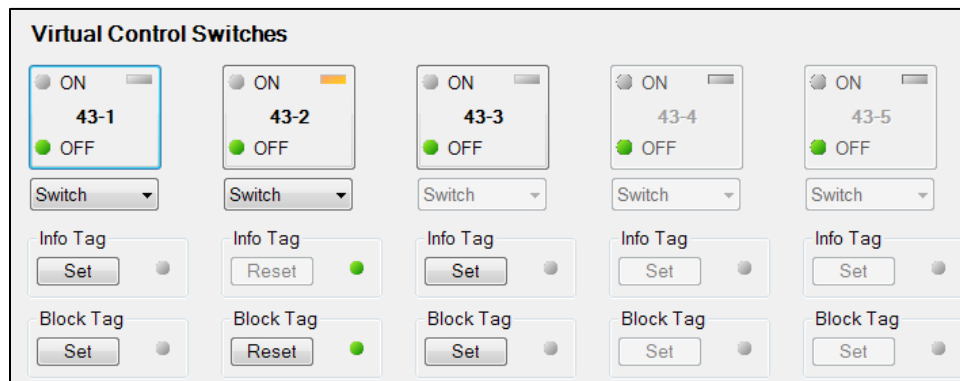 Virtual Control Switches
ON ON ON ON ON
43-1 43-2 43-3 43-4 43-5
OFF OFF OFF OFF OFF
Switch Switch Switch Switch Switch
Info Tag Info Tag Info Tag Info Tag Info Tag
Set Reset Set Set Set
Block Tag Block Tag Block Tag Block Tag Block Tag
Set Reset Set Set Set